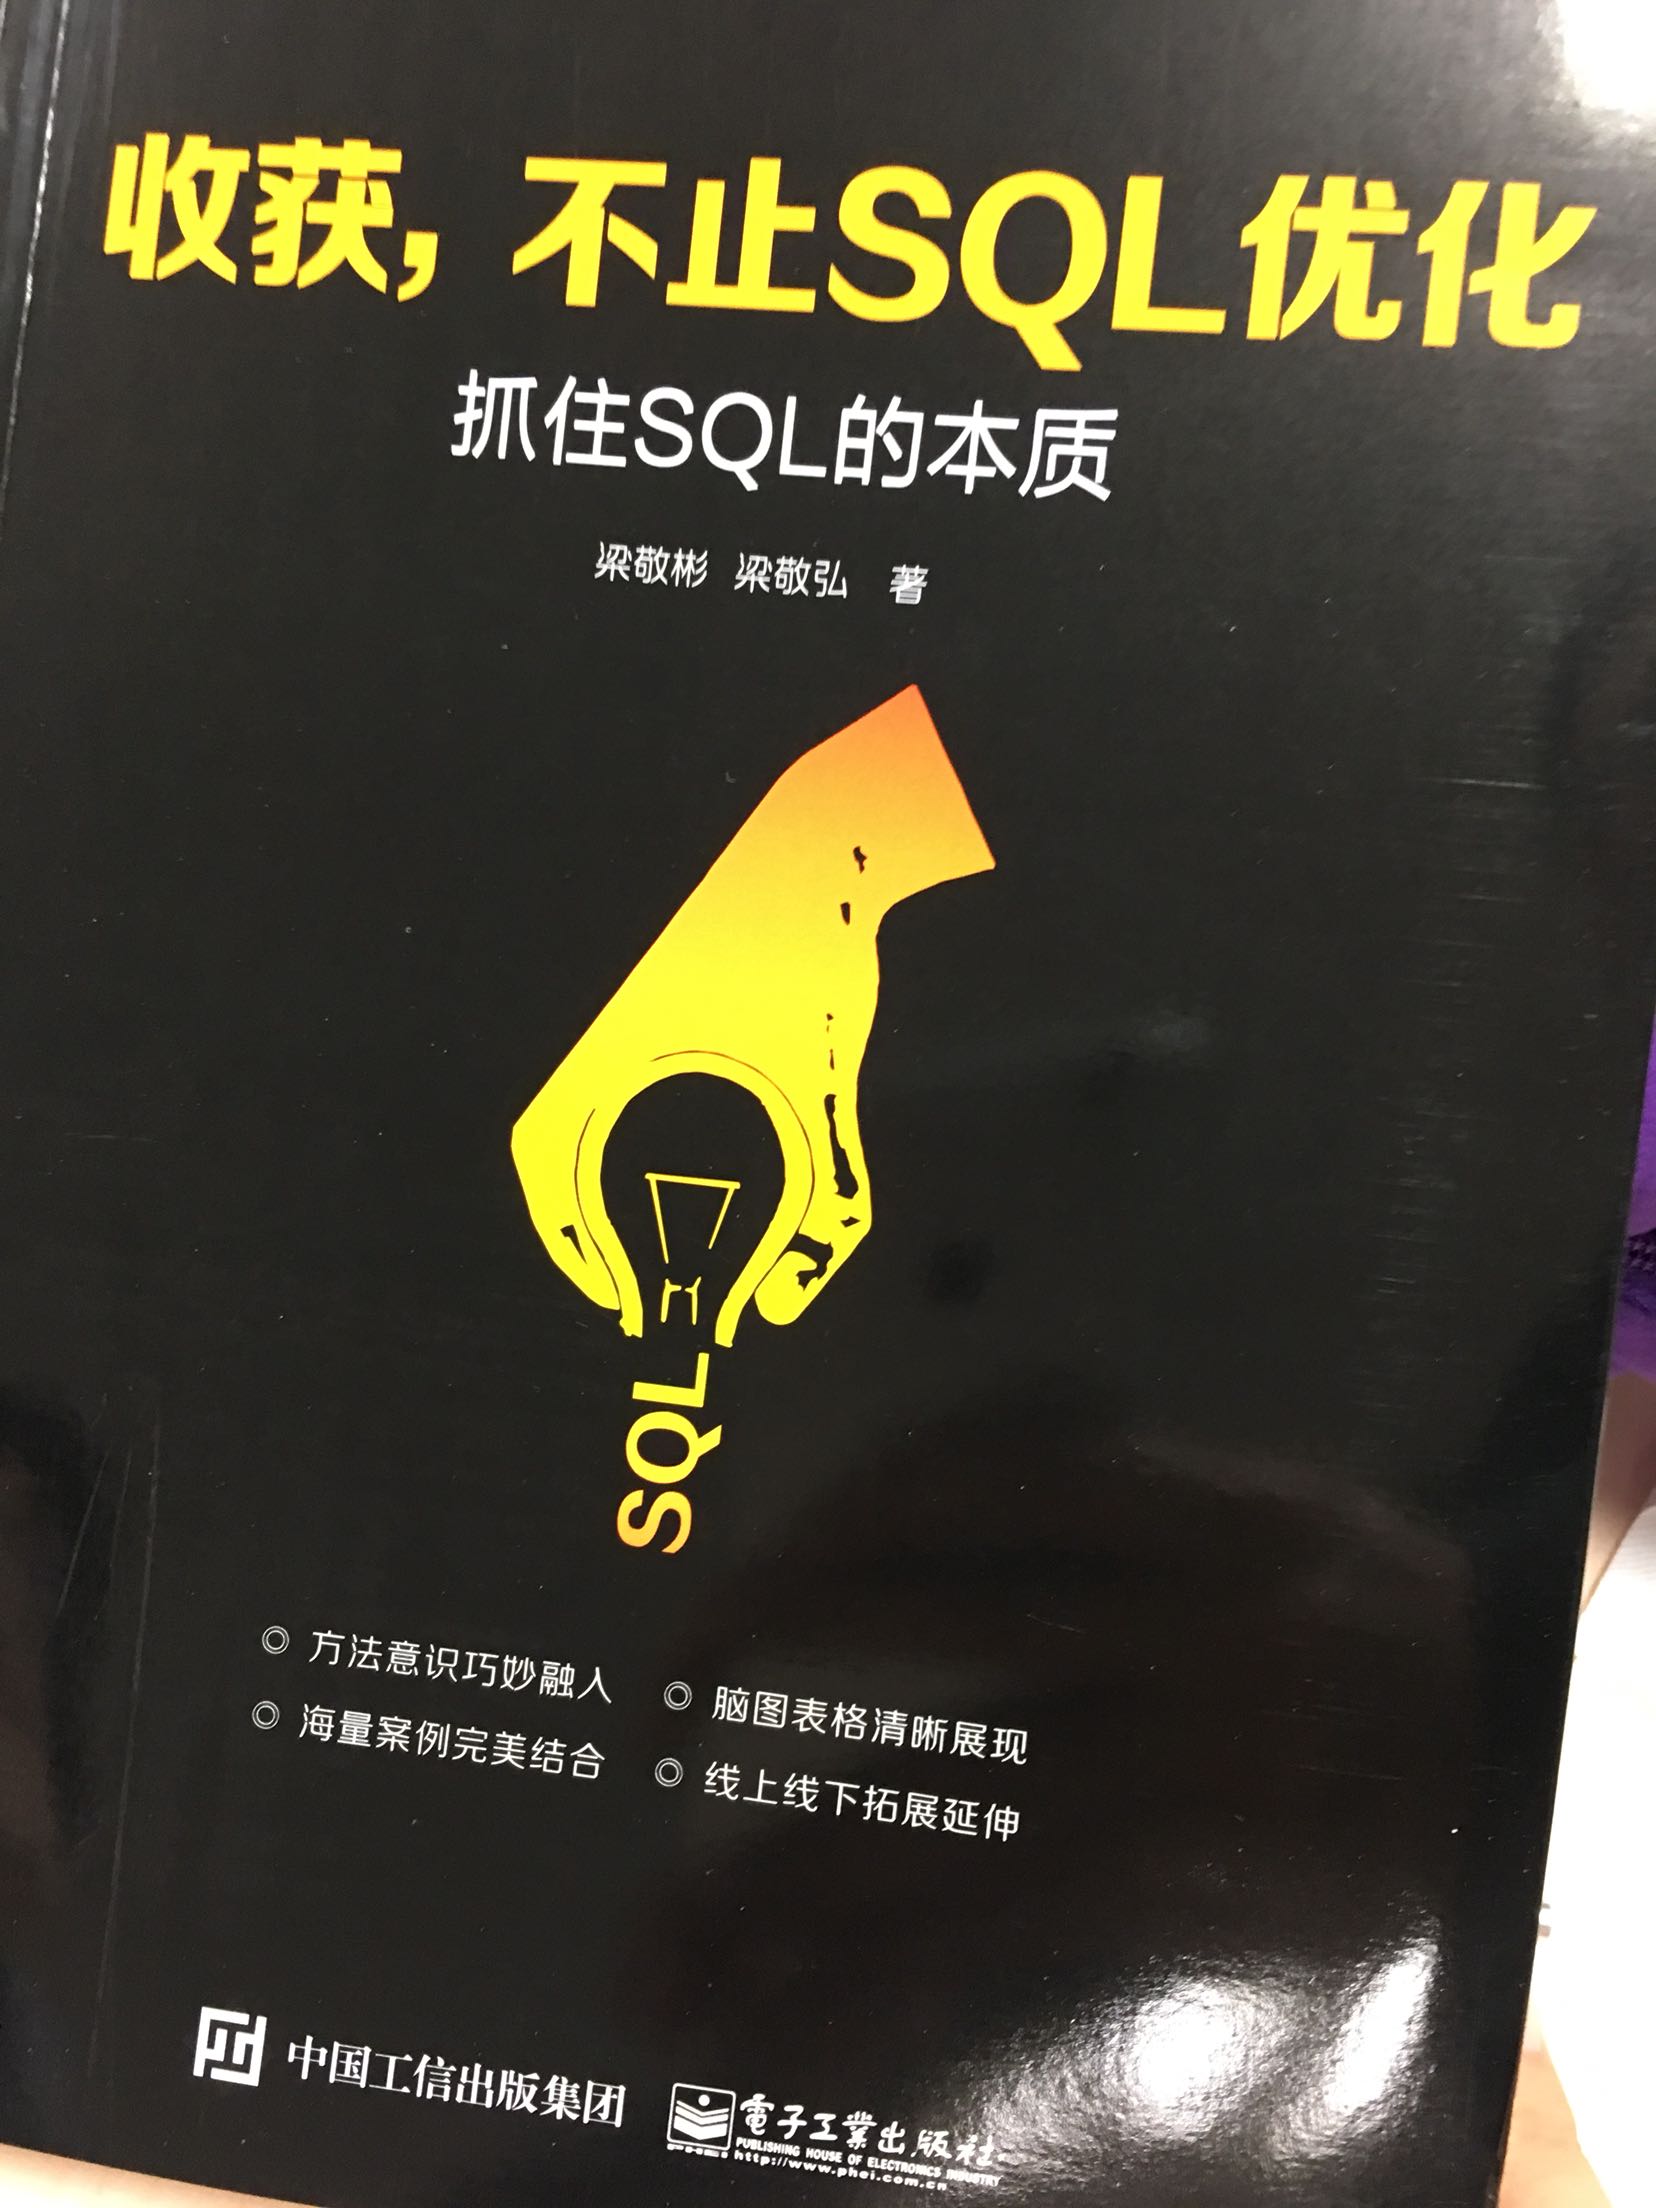 收获，不止SQL优化
抓住SQL的本质
梁敬彬 梁敬弘 著
SQL
◎ 方法意识巧妙融入 ◎ 脑图表格清晰展现
◎ 海量案例完美结合 ◎ 线上线下拓展延伸
中国工信出版集团
電子工業出版社
PUBLISHING HOUSE OF ELECTRONICS INDUSTRY
http://www.phei.com.cn